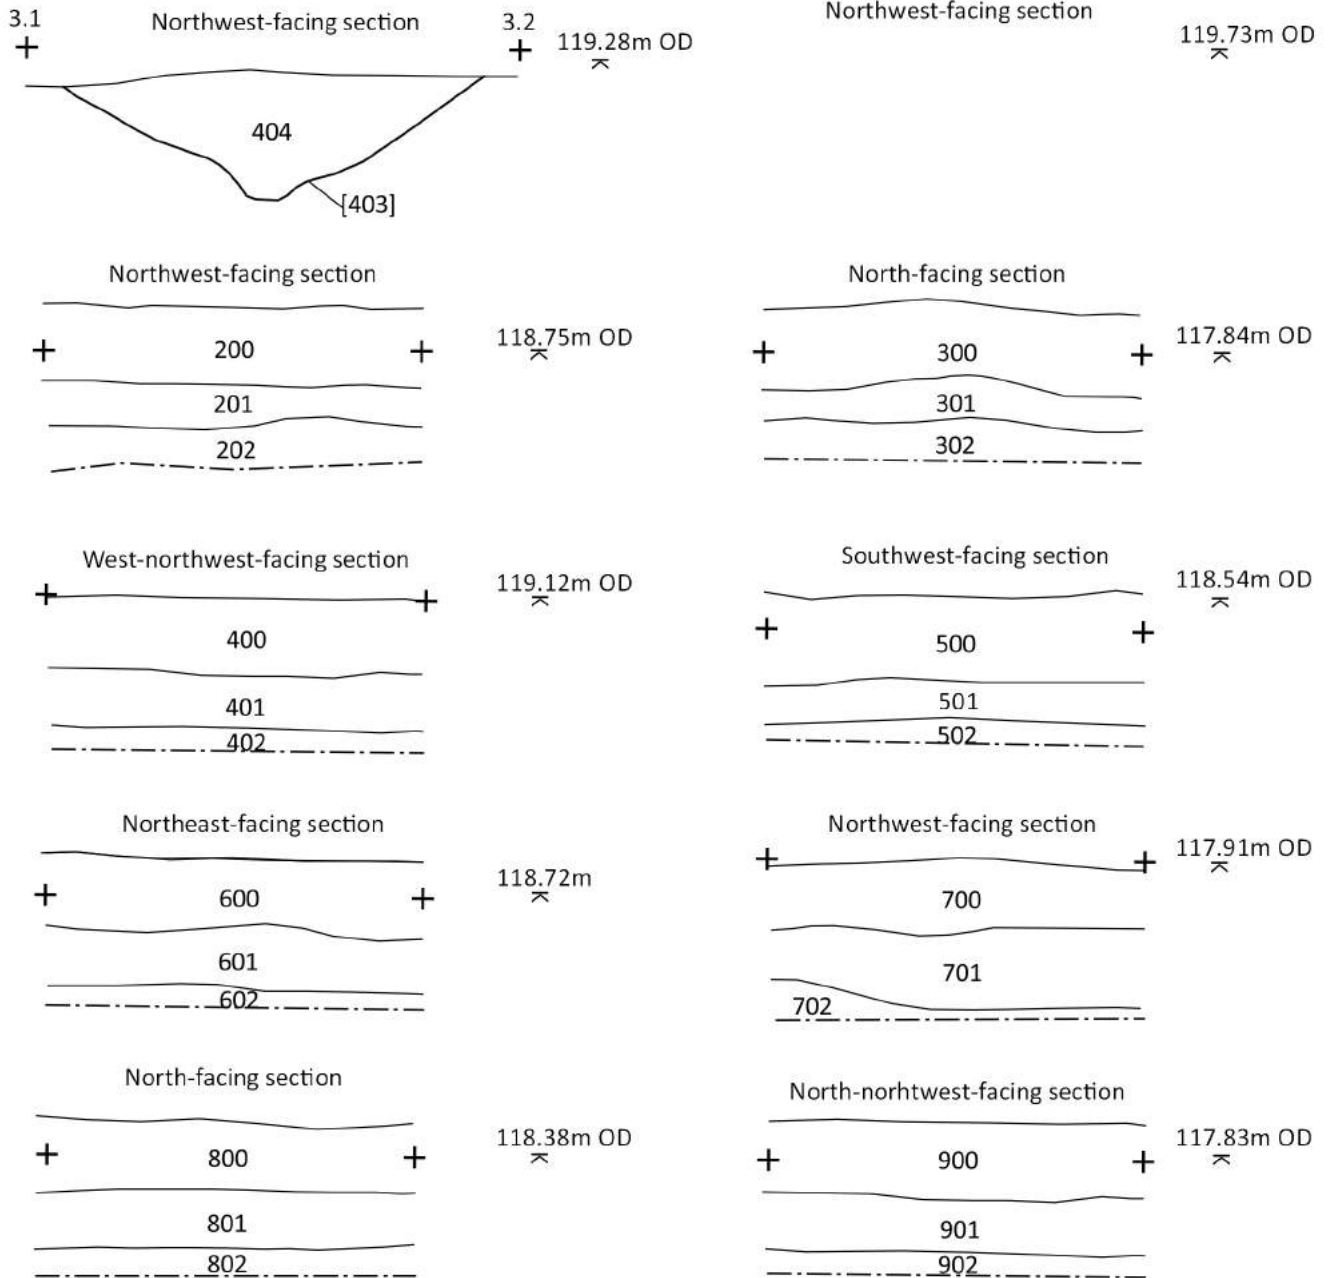 3.1
Northwest-facing section
3.2
119.28m OD
404
[403]
Northwest-facing section
119.73m OD
Northwest-facing section
118.75m OD
200
201
202
North-facing section
117.84m OD
300
301
302
West-northwest-facing section
119.12m OD
400
401
402
Southwest-facing section
118.54m OD
500
501
502
Northeast-facing section
118.72m
600
601
602
Northwest-facing section
117.91m OD
700
701
702
North-facing section
118.38m OD
800
801
802
North-norhtwest-facing section
117.83m OD
900
901
902